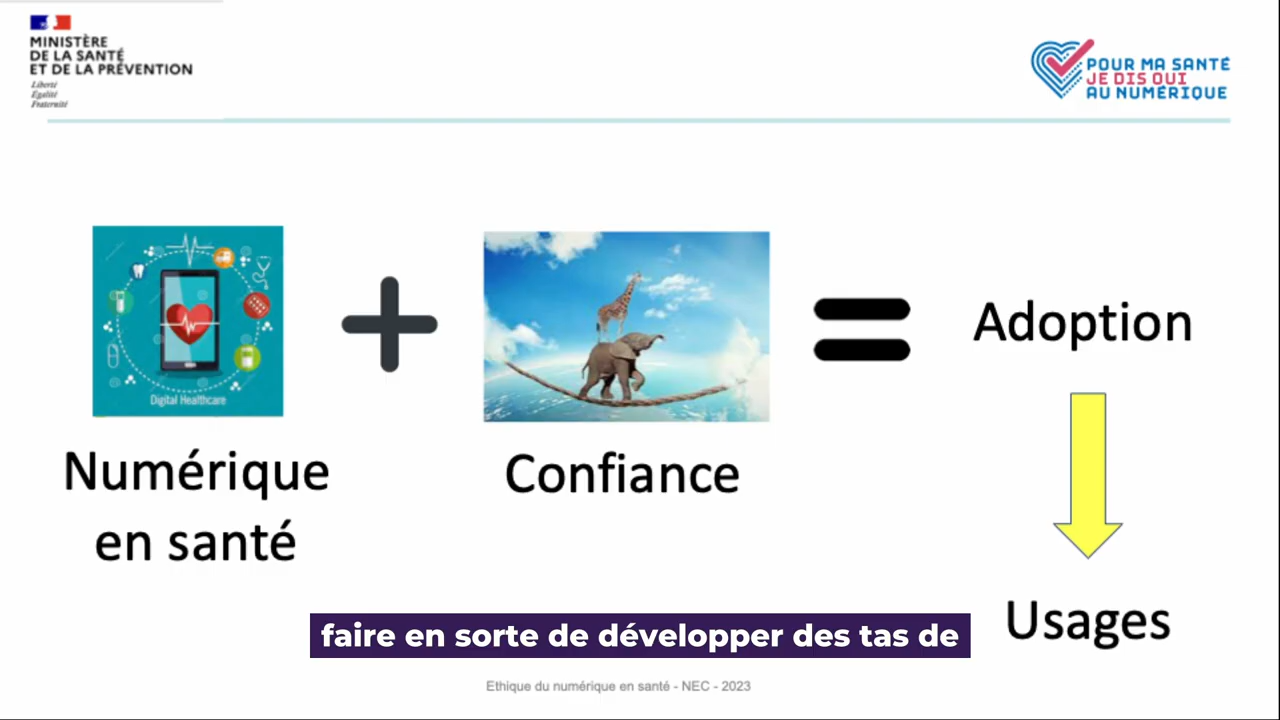 MINISTÈRE
DE LA SANTÉ
ET DE LA PRÉVENTION
Liberté
Égalité
Fraternité
POUR MA SANTÉ
JE DIS OUI
AU NUMÉRIQUE
Digital Healthcare
Numérique
en santé
Confiance
Adoption
Usages
faire en sorte de développer des tas de
Ethique du numérique en santé - NEC - 2023